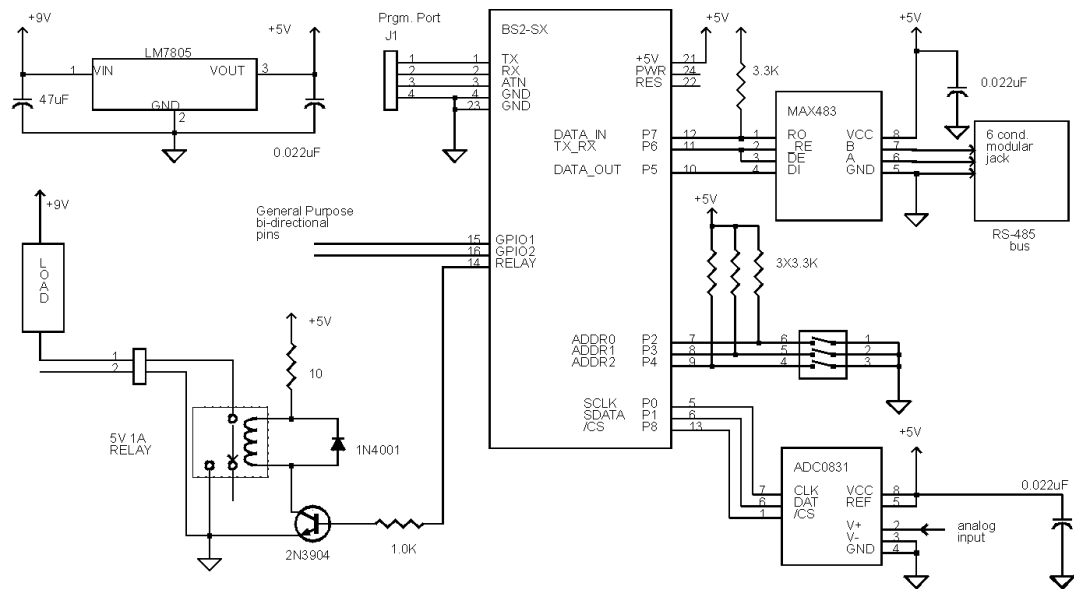 +9V
+5V
LM7805
1
VIN
VOUT
3
GND
2
47uF
0.022uF
Prgm. Port
J1
1
2
3
4
1
2
3
4
23
BS2-SX
TX
RX
ATN
GND
GND
+5V
PWR
RES
21
24
22
+5V
3.3K
+5V
0.022uF
MAX483
DATA_IN
P7
12
1
RO
VCC
8
TX_RX
P6
11
2
_RE
B
7
3
DE
A
6
DATA_OUT
P5
10
4
DI
GND
5
6 cond.
modular
jack
RS-485
bus
General Purpose
bi-directional
pins
15
GPIO1
16
GPIO2
14
RELAY
+5V
3X3.3K
ADDR0
P2
7
6
1
ADDR1
P3
8
5
2
ADDR2
P4
9
4
3
+9V
LOAD
1
2
+5V
10
5V 1A
RELAY
1N4001
2N3904
1.0K
SCLK
P0
5
SDATA
P1
6
/CS
P8
13
+5V
ADC0831
7
CLK
VCC
8
6
DAT
REF
5
1
/CS
V+
2
V-
3
GND
4
analog
input
0.022uF